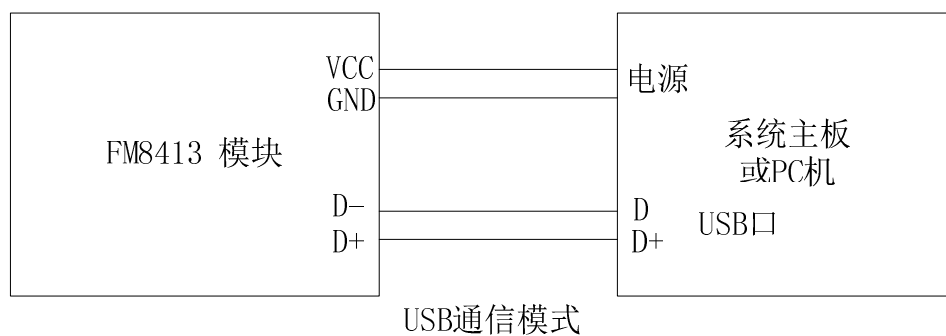 VCC
GND
FM8413 模块
D-
D+
电源
系统主板
或PC机
D
D+
USB口
USB通信模式